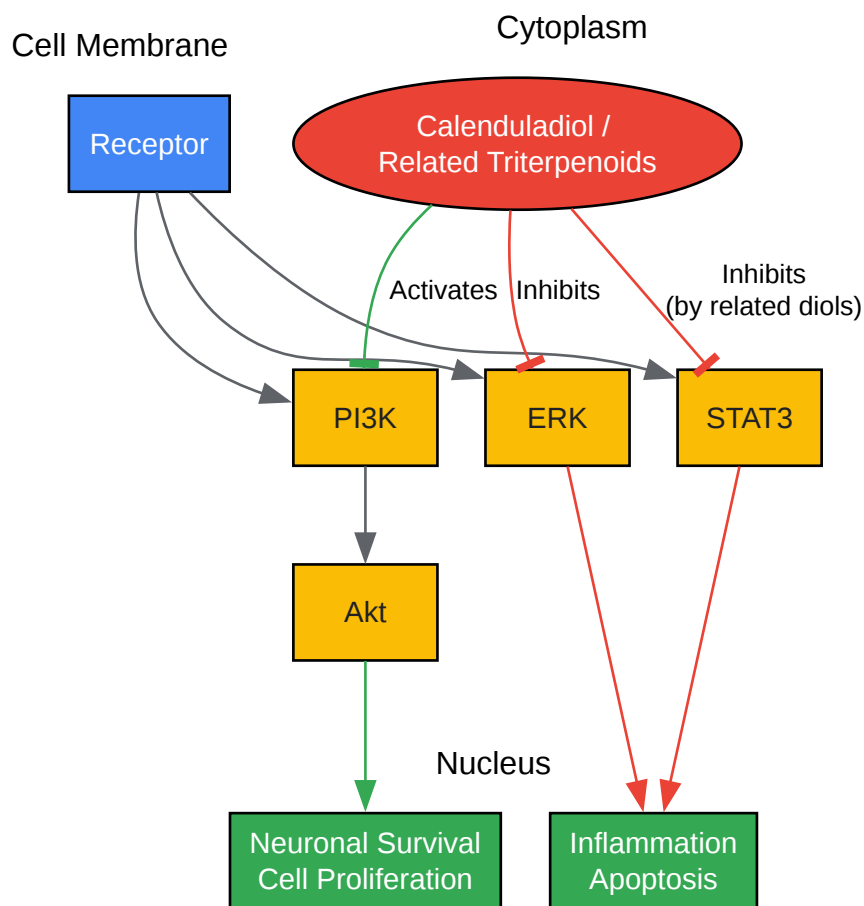 Cytoplasm
Cell Membrane
Receptor
Calenduladiol /
Related Triterpenoids
Activates
Inhibits
Inhibits
(by related diols)
PI3K
ERK
STAT3
Akt
Nucleus
Neuronal Survival
Cell Proliferation
Inflammation
Apoptosis